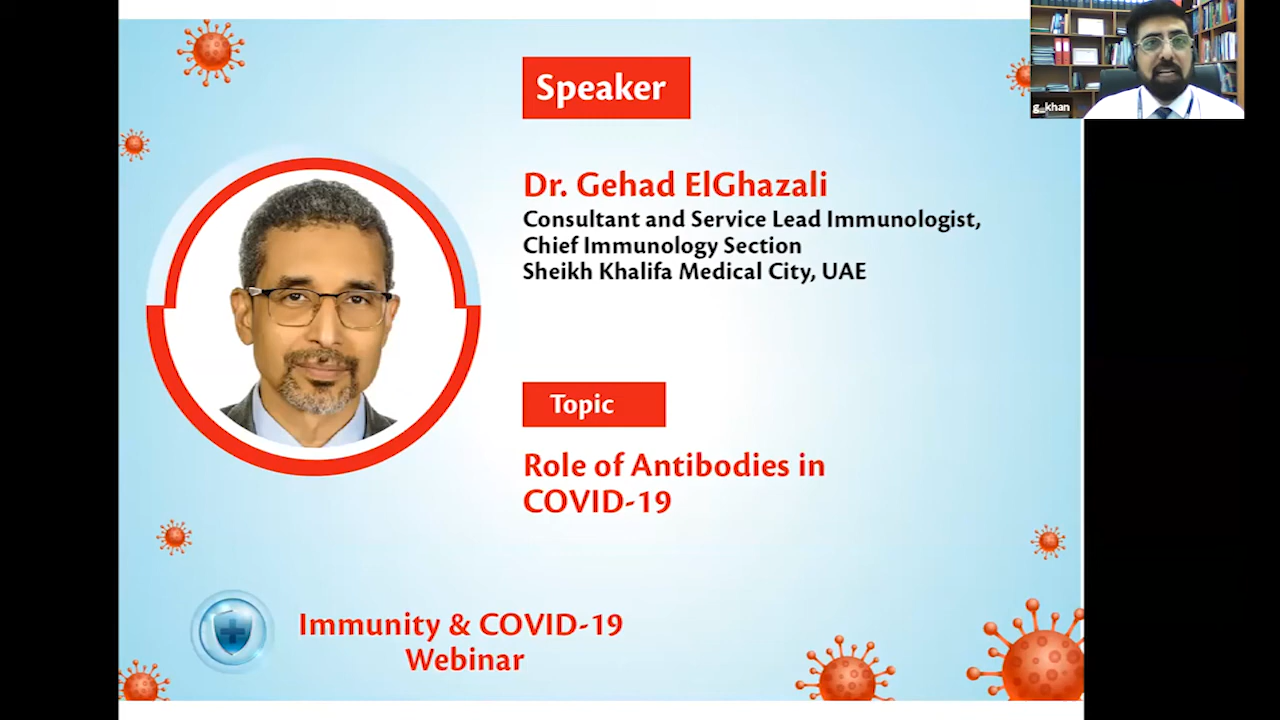 Speaker
g_khan
Dr. Gehad ElGhazali
Consultant and Service Lead Immunologist,
Chief Immunology Section
Sheikh Khalifa Medical City, UAE
Topic
Role of Antibodies in
COVID-19
Immunity & COVID-19
Webinar